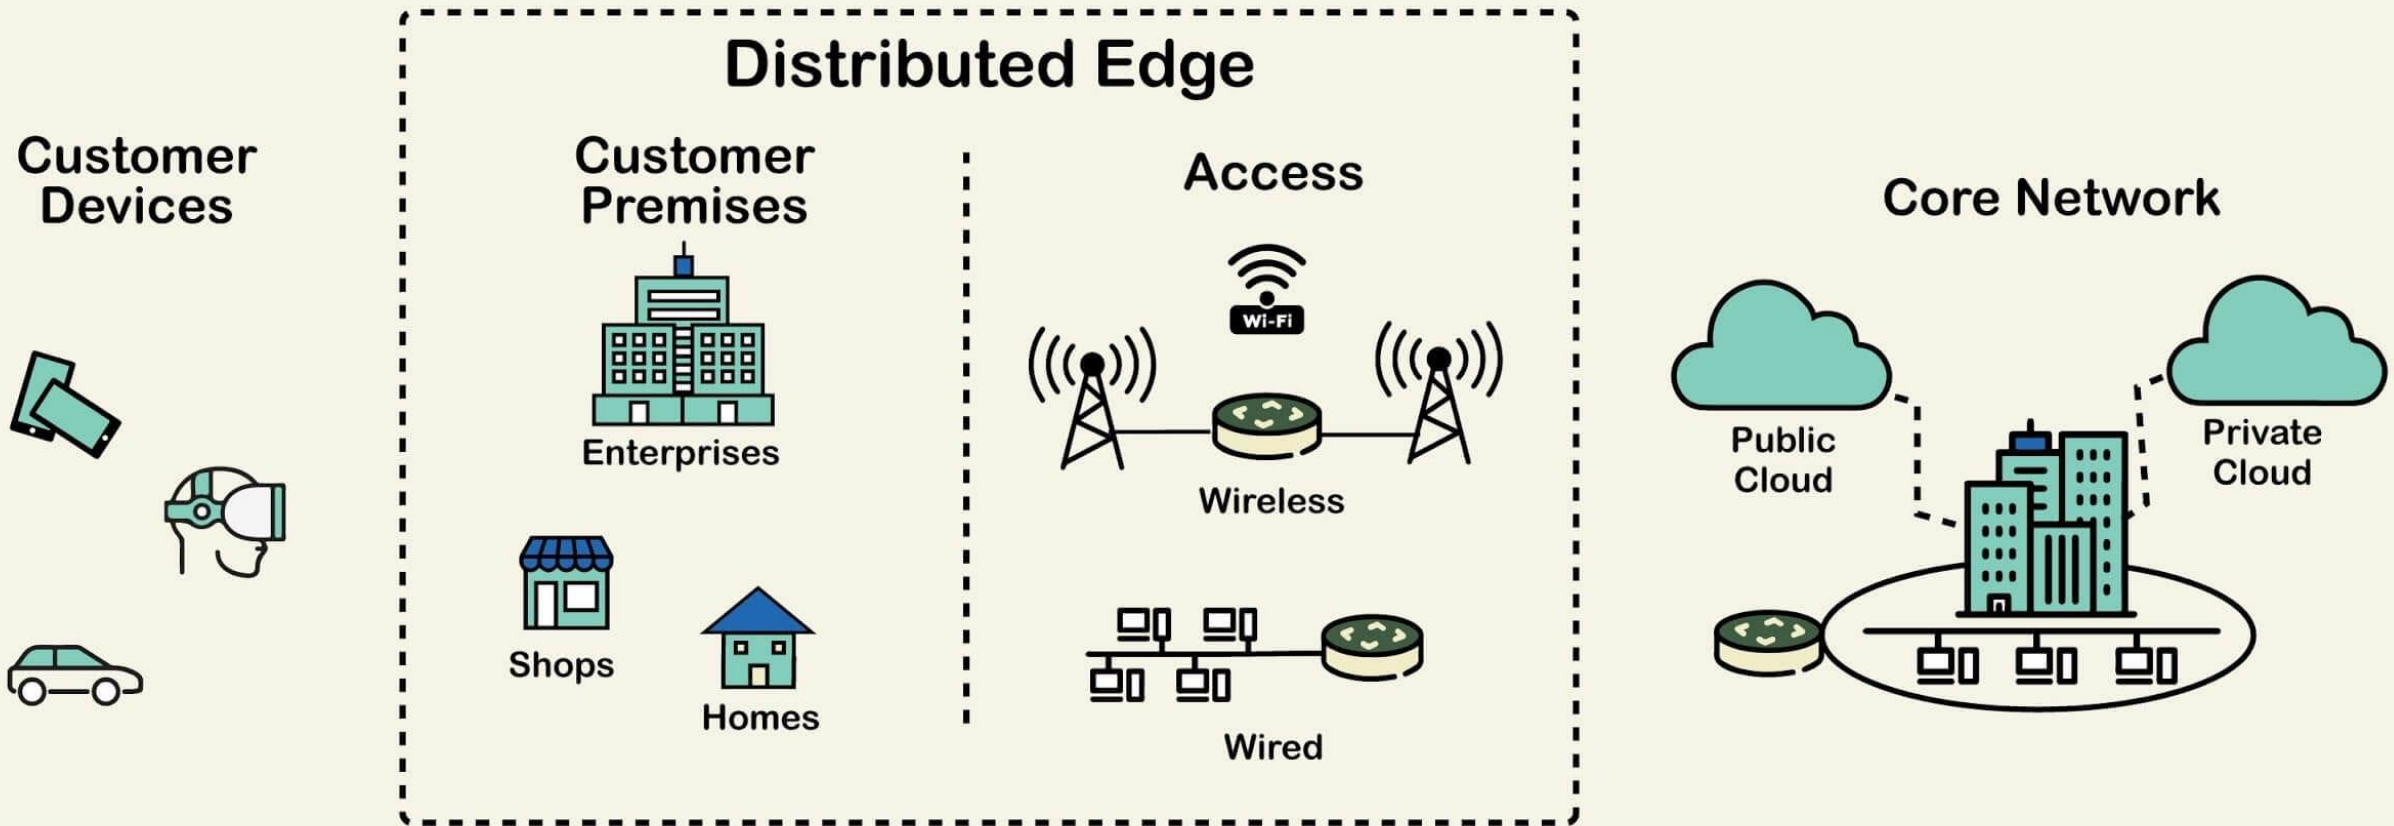 Distributed Edge
Customer
Devices
Customer
Premises
Enterprises
Shops
Homes
Access
Wi-Fi
Wireless
Wired
Core Network
Public
Cloud
Private
Cloud